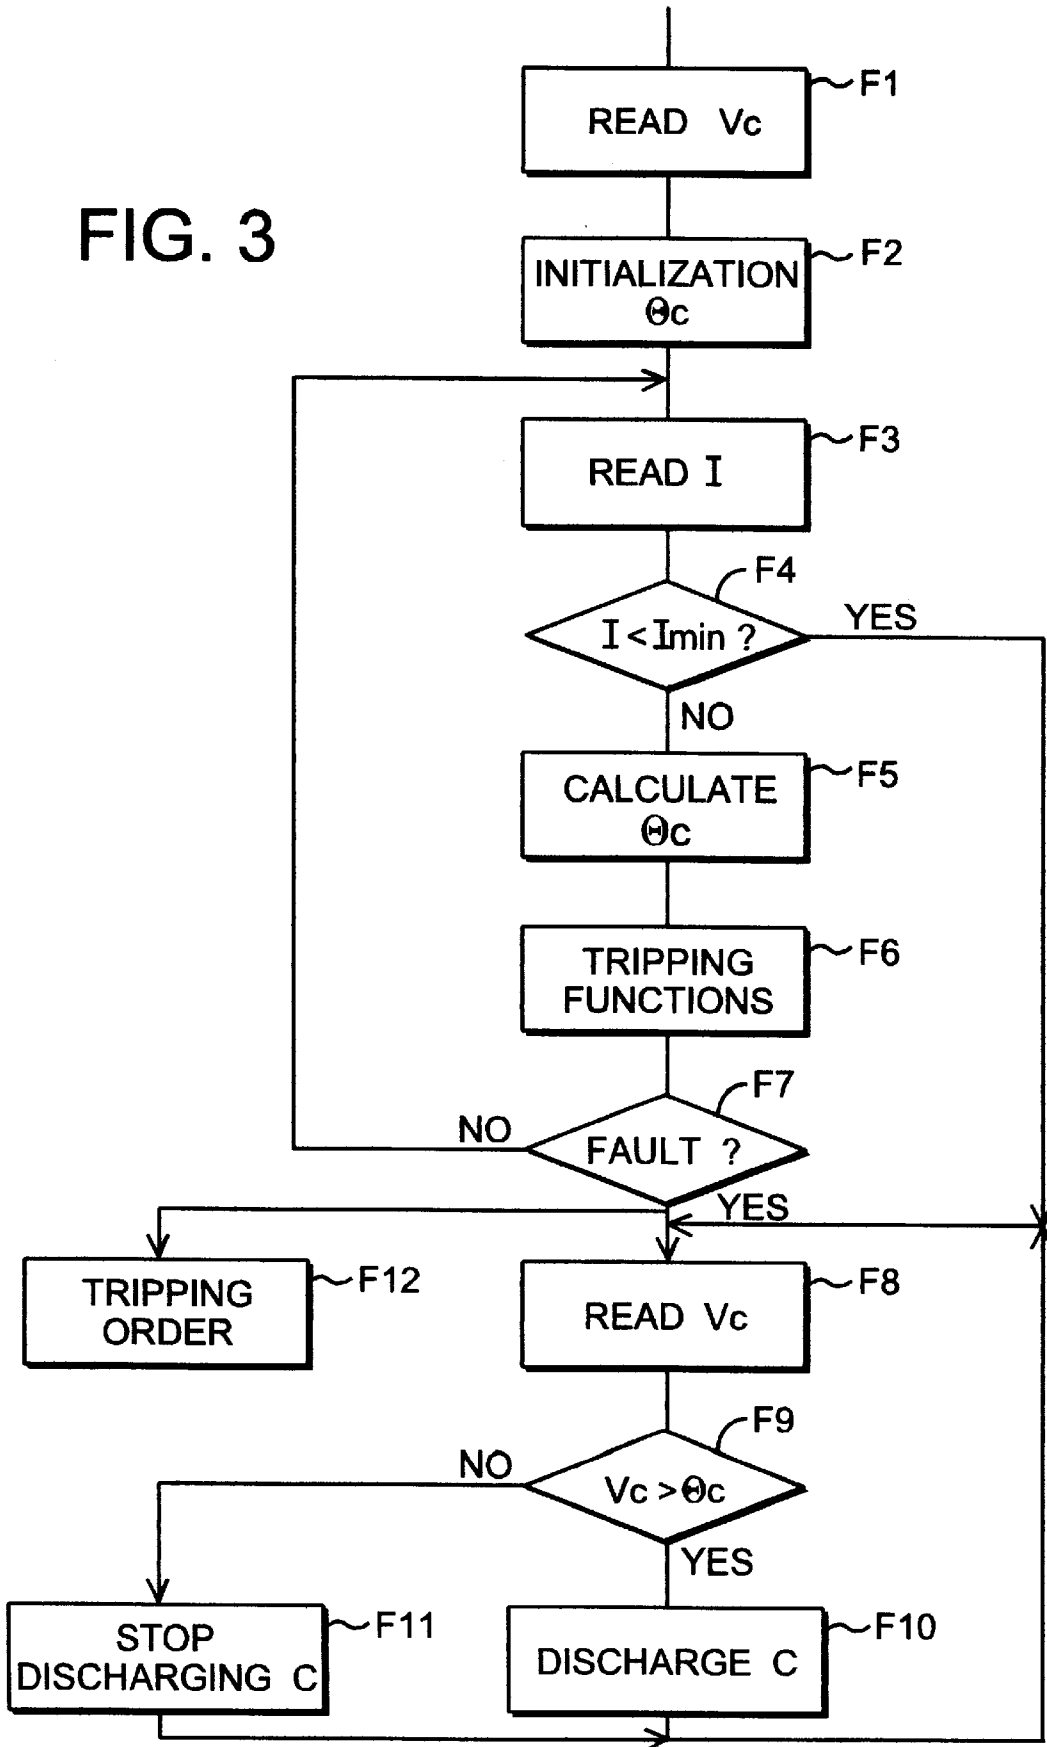 F1
READ Vc
FIG. 3
F2
INITIALIZATION
Θc
F3
READ I
F4
I < Imin ?
YES
NO
F5
CALCULATE
Θc
F6
TRIPPING
FUNCTIONS
F7
NO
FAULT ?
YES
F12
TRIPPING
ORDER
F8
READ Vc
F9
NO
Vc > Θc
YES
F11
STOP
DISCHARGING C
F10
DISCHARGE C